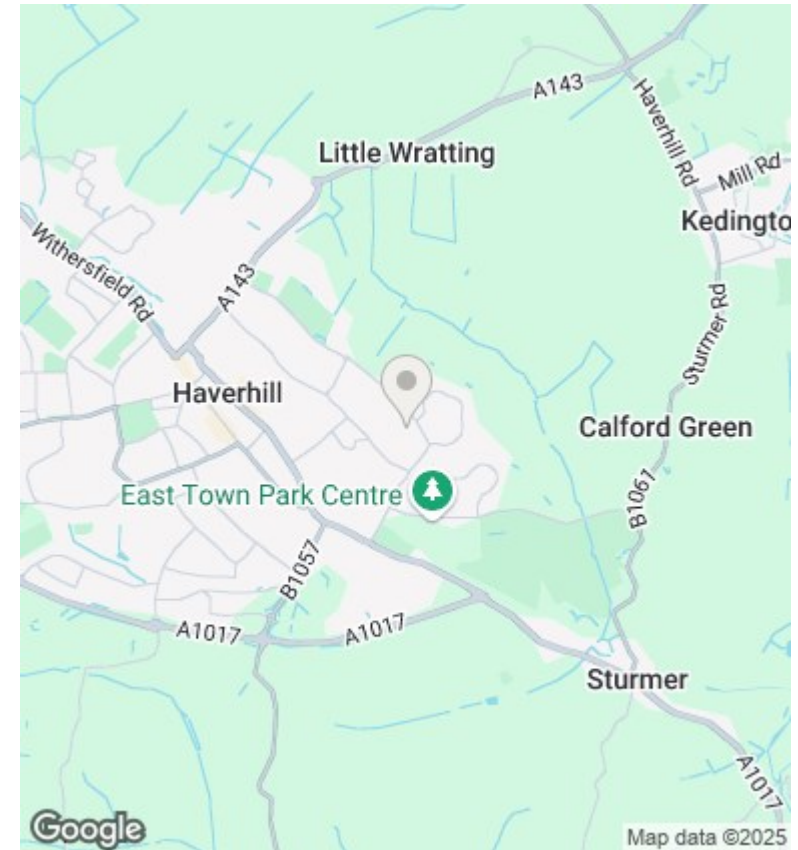 A143
Haverhill Rd
Little Wratting
Mill Rd
Kedingto
Withersfield Rd
A143
Sturmer Rd
Haverhill
Calford Green
East Town Park Centre
B1061
B1057
A1017
A1017
Sturmer
A1017
Google
Map data ©2025